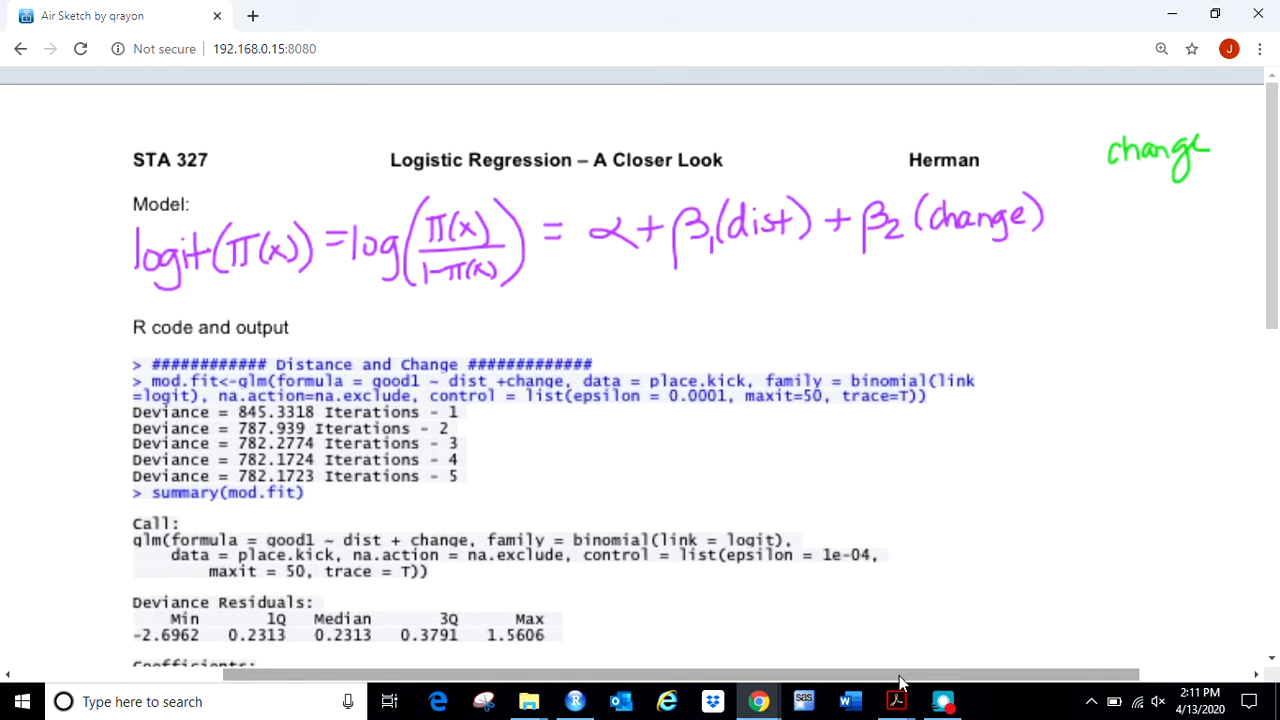 Air Sketch by qrayon
Not secure 192.168.0.15:8080
change
STA 327 Logistic Regression – A Closer Look Herman
Model:
logit(π(x)) = log(π(x)/1-π(x)) = α + β₁(dist) + β₂(change)
R code and output
> ############ Distance and Change #############
> mod.fit<-glm(formula = good1 ~ dist +change, data = place.kick, family = binomial(link
=logit), na.action=na.exclude, control = list(epsilon = 0.0001, maxit=50, trace=T))
Deviance = 845.3318 Iterations - 1
Deviance = 787.939 Iterations - 2
Deviance = 782.2774 Iterations - 3
Deviance = 782.1724 Iterations - 4
Deviance = 782.1723 Iterations - 5
> summary(mod.fit)
Call:
glm(formula = good1 ~ dist + change, family = binomial(link = logit),
data = place.kick, na.action = na.exclude, control = list(epsilon = 1e-04,
maxit = 50, trace = T))
Deviance Residuals:
Min 1Q Median 3Q Max
-2.6962 0.2313 0.2313 0.3791 1.5606
Coefficients:
Type here to search
2:11 PM
4/13/2020